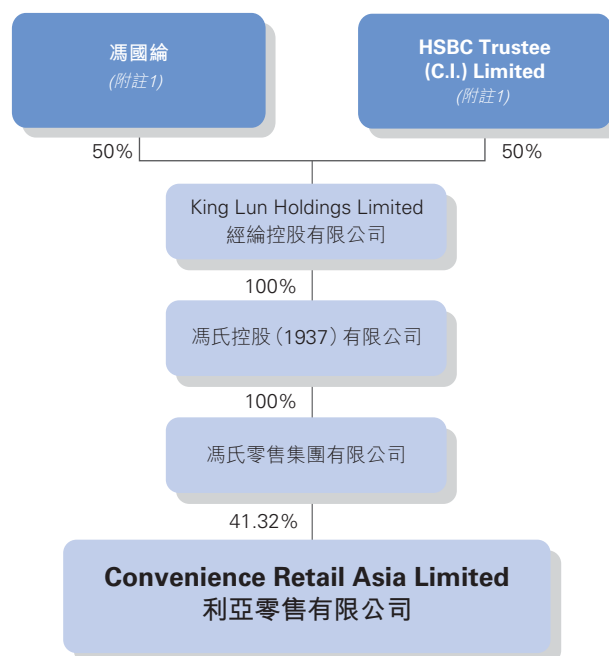 馮國綸
(附註1)
HSBC Trustee
(C.I.) Limited
(附註1)
50%
50%
King Lun Holdings Limited
經綸控股有限公司
100%
馮氏控股（1937）有限公司
100%
馮氏零售集團有限公司
41.32%
Convenience Retail Asia Limited
利亞零售有限公司